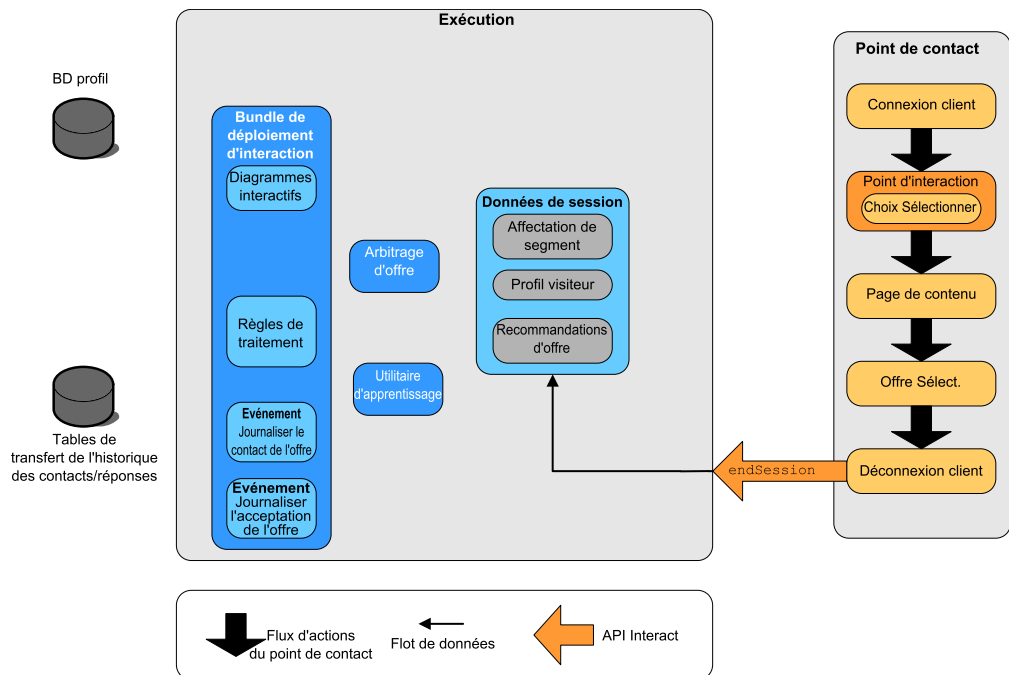 Exécution
BD profil
Bundle de
déploiement
d'interaction
Diagrammes
interactifs
Règles de
traitement
Evénement
Journaliser le
contact de l'offre
Evénement
Journaliser
l'acceptation
de l'offre
Arbitrage
d'offre
Utilitaire
d'apprentissage
Données de session
Affectation de
segment
Profil visiteur
Recommandations
d'offre
Tables de
transfert de l'historique
des contacts/réponses
Point de contact
Connexion client
Point d'interaction
Choix Sélectionner
Page de contenu
Offre Sélect.
Déconnexion client
endSession
Flux d'actions
du point de contact
Flot de données
API Interact